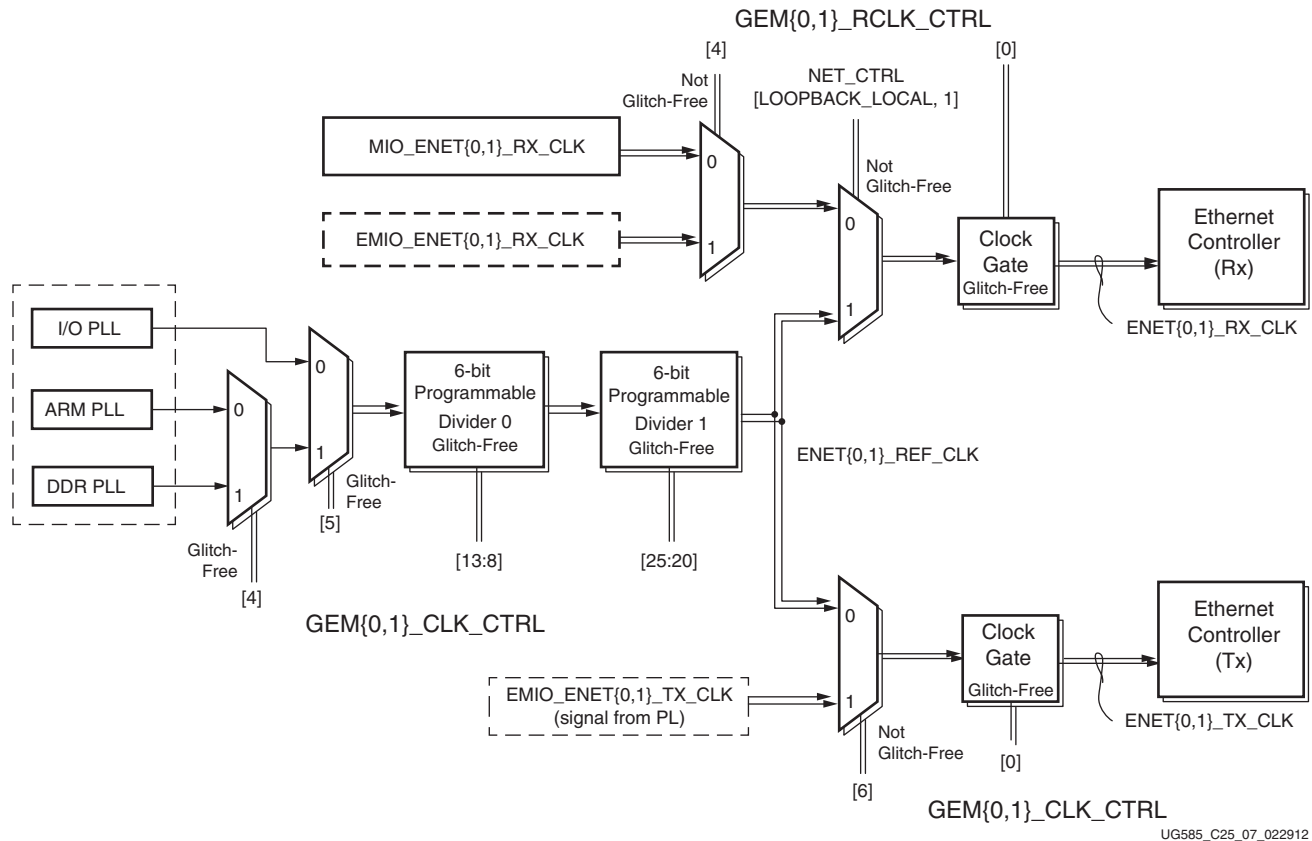 GEM{0,1}_RCLK_CTRL
[4]
[0]
Not
Glitch-Free
NET_CTRL
[LOOPBACK_LOCAL, 1]
MIO_ENET{0,1}_RX_CLK
0
Not
Glitch-Free
EMIO_ENET{0,1}_RX_CLK
1
0
Clock
Gate
Glitch-Free
Ethernet
Controller
(Rx)
1
ENET{0,1}_RX_CLK
I/O PLL
ARM PLL
DDR PLL
0
1
0
1
6-bit
Programmable
Divider 0
Glitch-Free
6-bit
Programmable
Divider 1
Glitch-Free
ENET{0,1}_REF_CLK
Glitch-
Free
[5]
Glitch-
Free
[4]
[13:8]
[25:20]
GEM{0,1}_CLK_CTRL
0
1
Clock
Gate
Glitch-Free
Ethernet
Controller
(Tx)
EMIO_ENET{0,1}_TX_CLK
(signal from PL)
ENET{0,1}_TX_CLK
Not
Glitch-Free
[0]
[6]
GEM{0,1}_CLK_CTRL
UG585_C25_07_022912